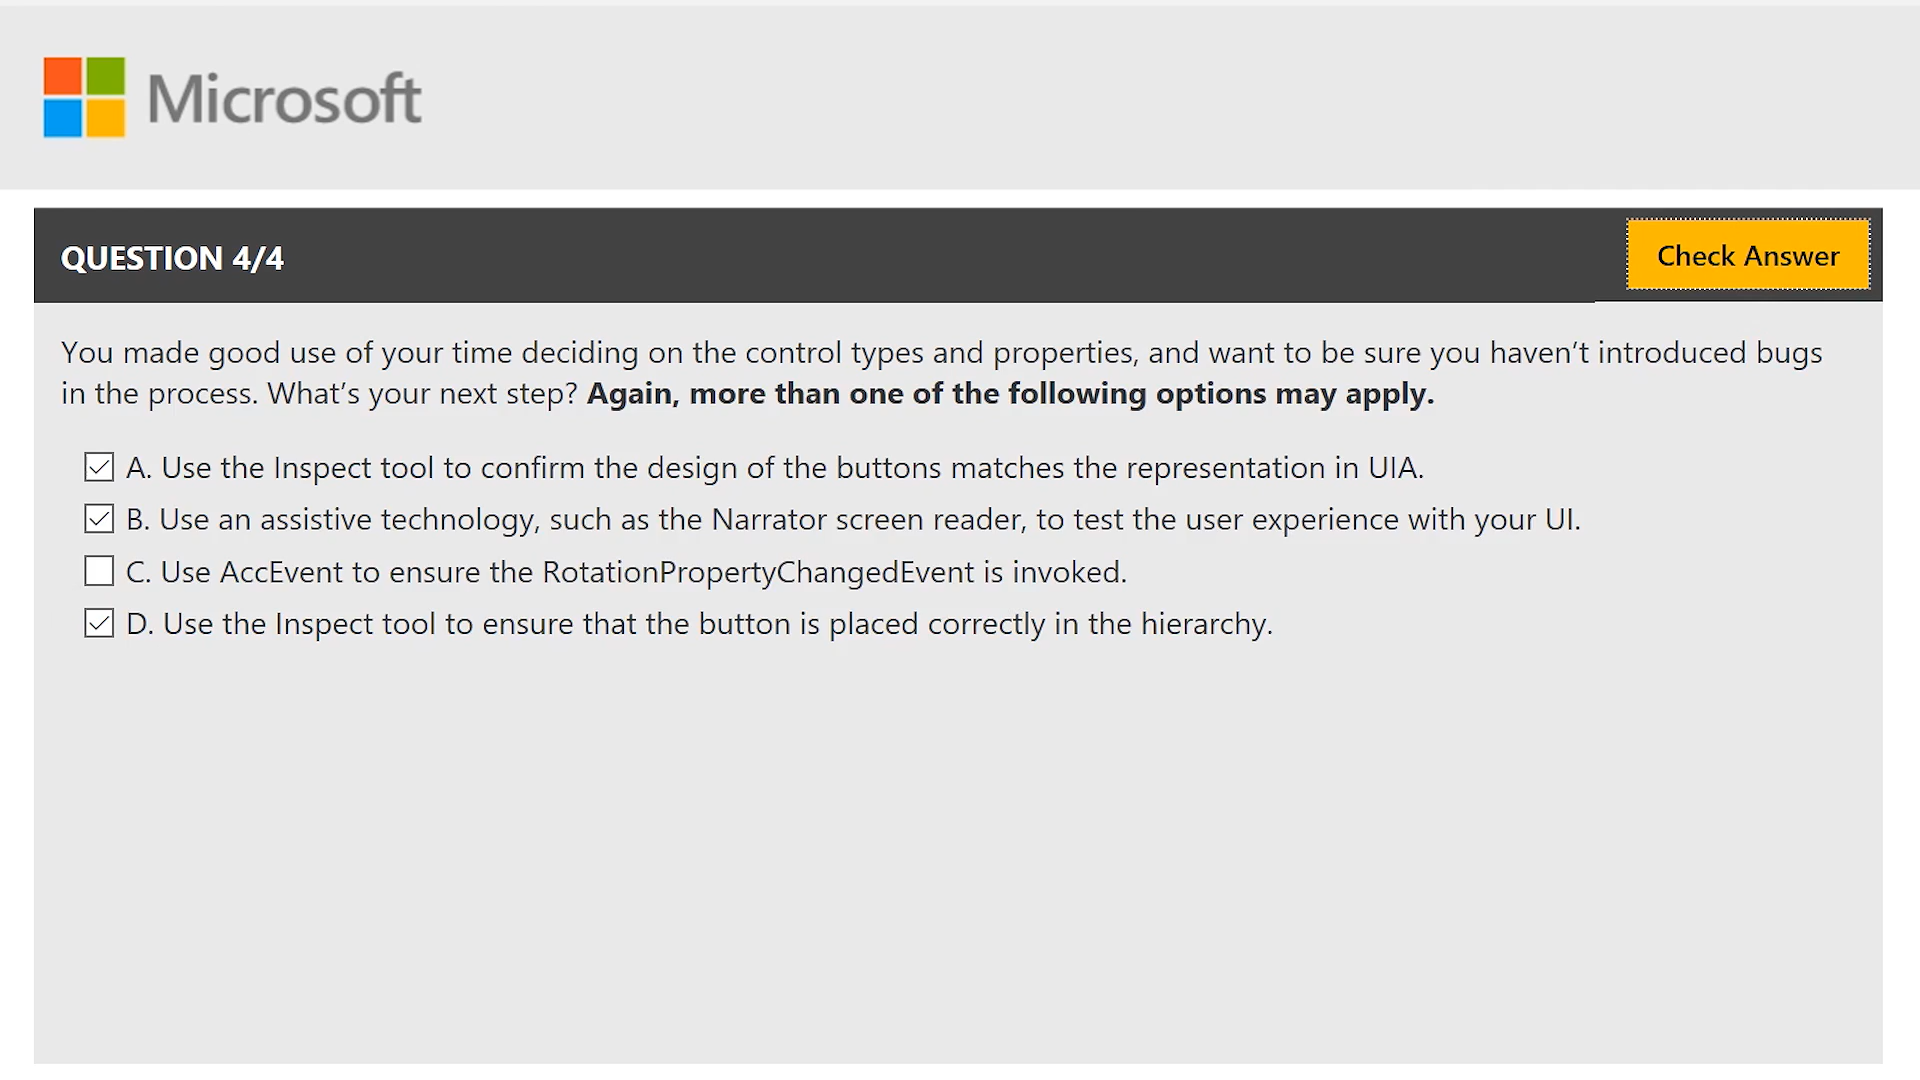 Microsoft
QUESTION 4/4
Check Answer
You made good use of your time deciding on the control types and properties, and want to be sure you haven’t introduced bugs
in the process. What’s your next step? Again, more than one of the following options may apply.
A. Use the Inspect tool to confirm the design of the buttons matches the representation in UIA.
B. Use an assistive technology, such as the Narrator screen reader, to test the user experience with your UI.
C. Use AccEvent to ensure the RotationPropertyChangedEvent is invoked.
D. Use the Inspect tool to ensure that the button is placed correctly in the hierarchy.